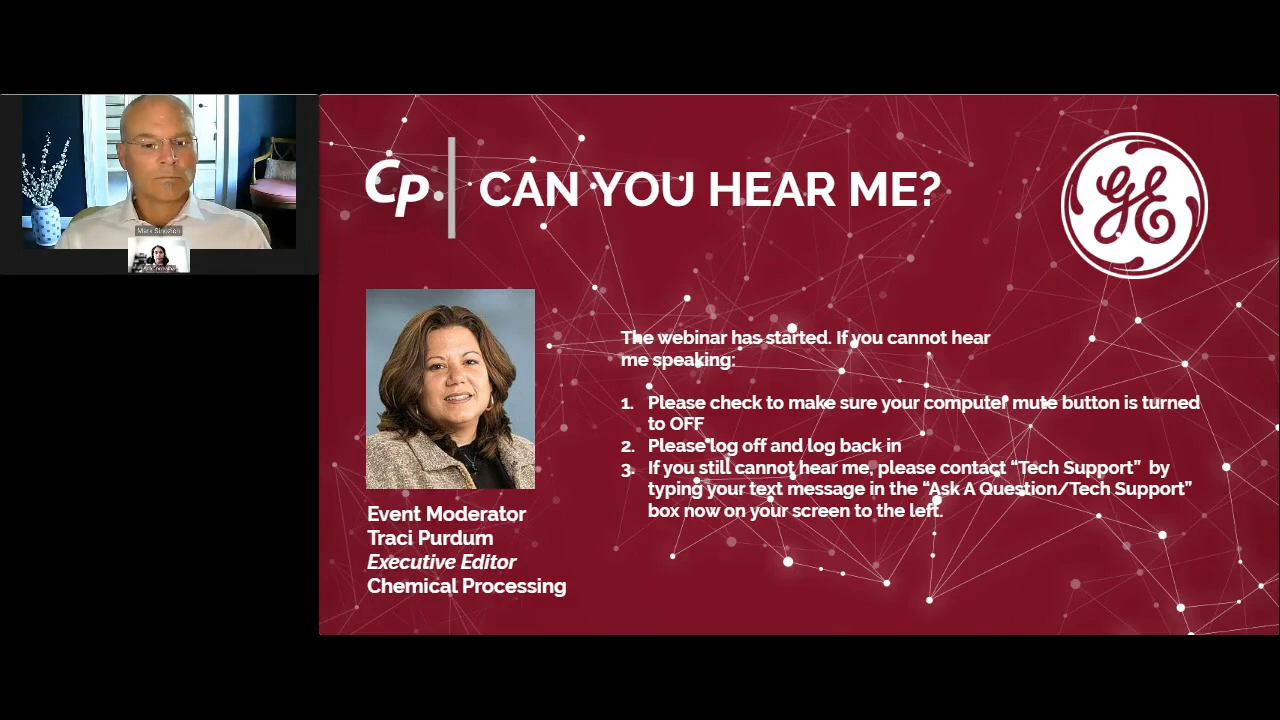 Mark Sinozich
CP.
CAN YOU HEAR ME?
GE
The webinar has started. If you cannot hear
me speaking:
1. Please check to make sure your computer mute button is turned
to OFF
2. Please log off and log back in
3. If you still cannot hear me, please contact “Tech Support” by
typing your text message in the “Ask A Question/Tech Support”
box now on your screen to the left.
Event Moderator
Traci Purdum
Executive Editor
Chemical Processing